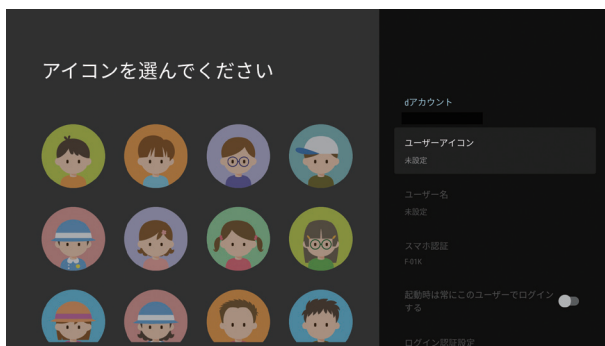 アイコンを選んでください
dアカウント
ユーザーアイコン
未設定
ユーザー名
未設定
スマホ認証
F-01K
起動時は常にこのユーザーでログイン
する
ログイン認証設定